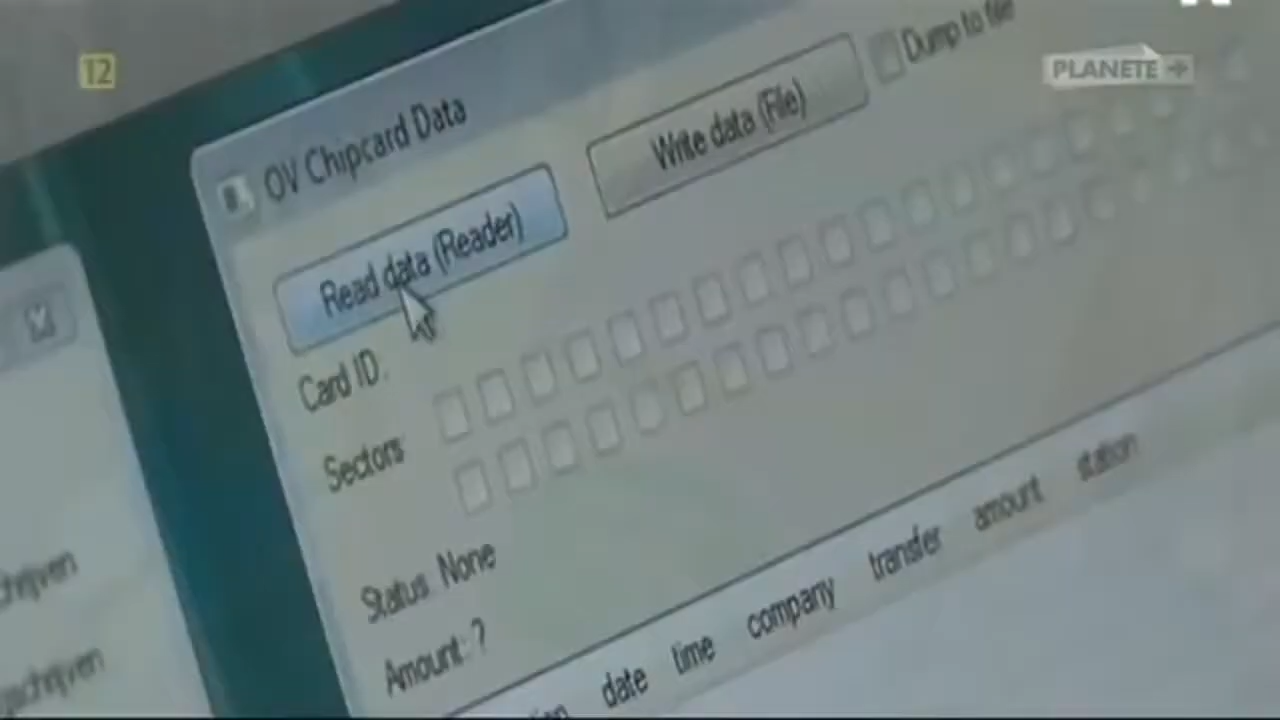 12
PLANETE +
OV Chipcard Data
Read data (Reader)
Write data (File)
Dump to file
Card ID:
Sectors
Status: None
Amount: ?
date time company transfer amount station